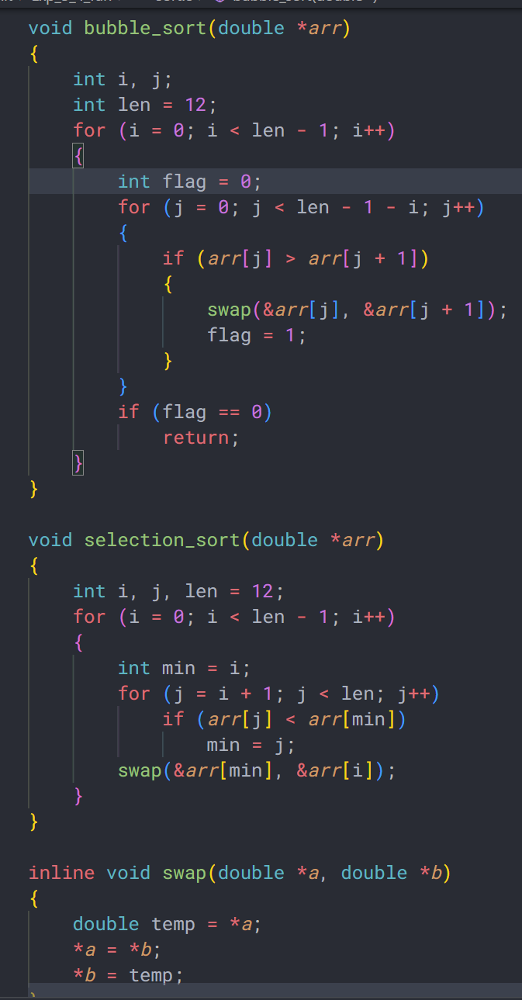 void bubble_sort(double *arr)
{
    int i, j;
    int len = 12;
    for (i = 0; i < len - 1; i++)
    {
        int flag = 0;
        for (j = 0; j < len - 1 - i; j++)
        {
            if (arr[j] > arr[j + 1])
            {
                swap(&arr[j], &arr[j + 1]);
                flag = 1;
            }
        }
        if (flag == 0)
            return;
    }
}

void selection_sort(double *arr)
{
    int i, j, len = 12;
    for (i = 0; i < len - 1; i++)
    {
        int min = i;
        for (j = i + 1; j < len; j++)
            if (arr[j] < arr[min])
                min = j;
        swap(&arr[min], &arr[i]);
    }
}

inline void swap(double *a, double *b)
{
    double temp = *a;
    *a = *b;
    *b = temp;